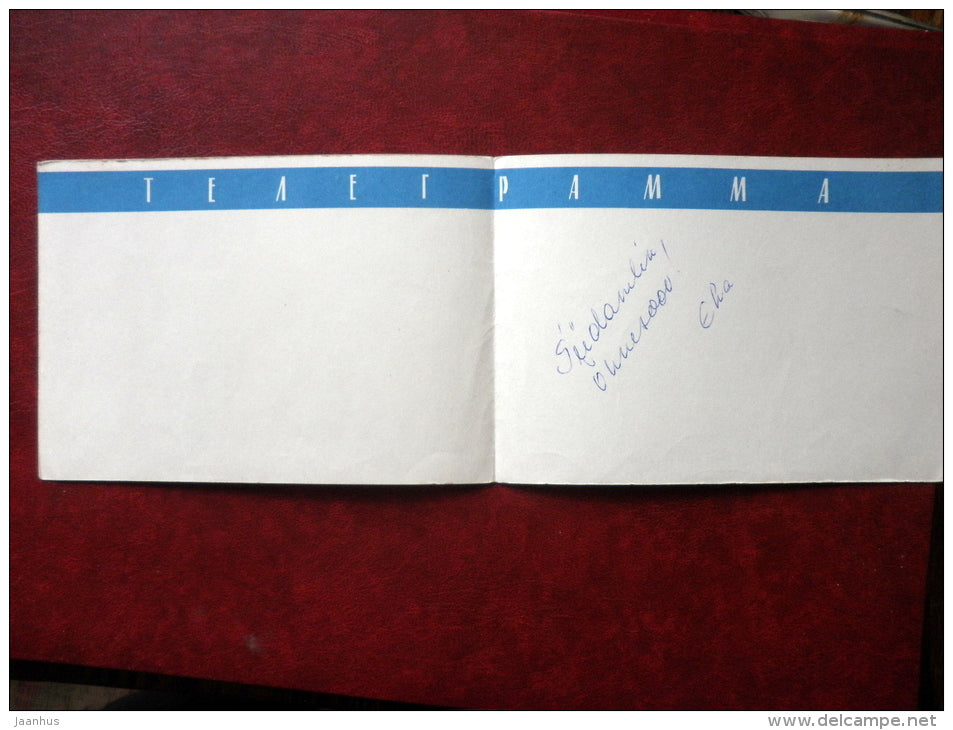 ТЕЛЕГРАММА
Südamlik
õnnesoov!
Eha
jaanhus
www.delcampe.net